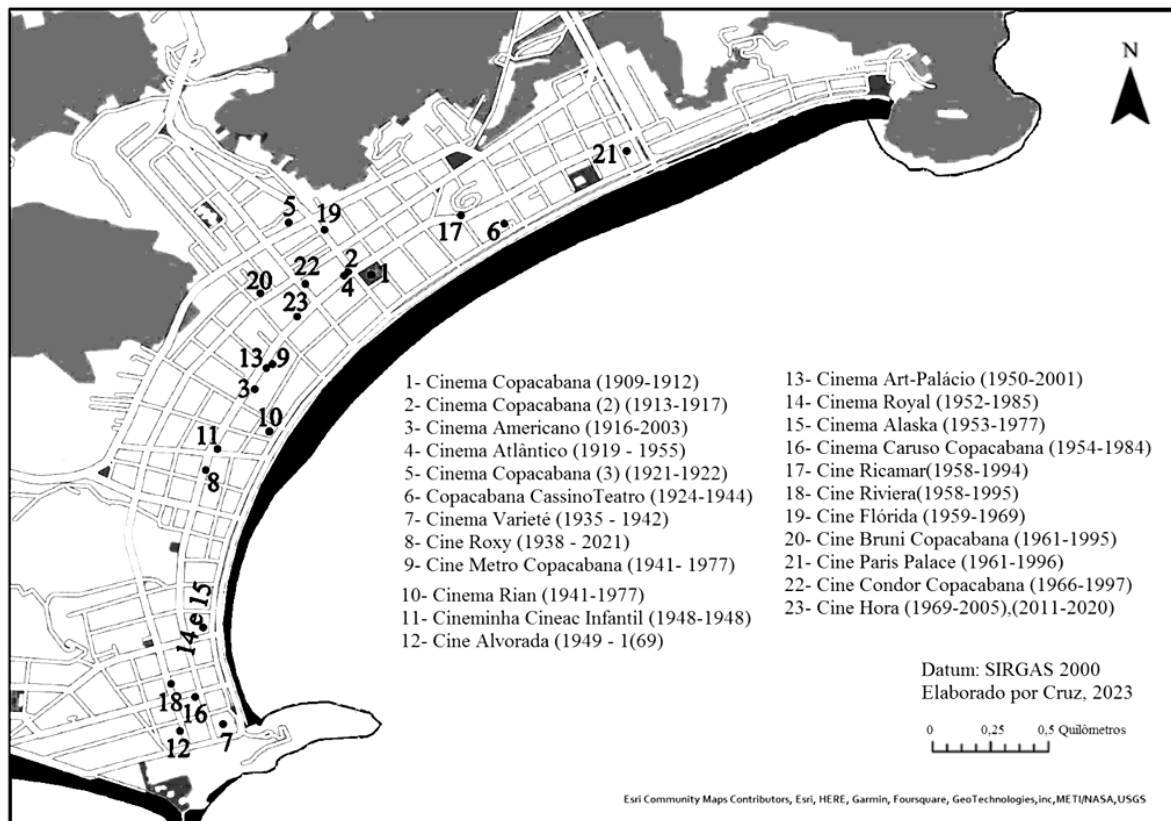 N
21
5
19
17
6
2
22
1
4
20
23
13
9
3
10
11
8
14 e 15
18
16
12
7
1- Cinema Copacabana (1909-1912)
2- Cinema Copacabana (2) (1913-1917)
3- Cinema Americano (1916-2003)
4- Cinema Atlântico (1919 - 1955)
5- Cinema Copacabana (3) (1921-1922)
6- Copacabana CassinoTeatro (1924-1944)
7- Cinema Varieté (1935 - 1942)
8- Cine Roxy (1938 - 2021)
9- Cine Metro Copacabana (1941- 1977)
10- Cinema Rian (1941-1977)
11- Cineminha Cineac Infantil (1948-1948)
12- Cine Alvorada (1949 - 1(69)
13- Cinema Art-Palácio (1950-2001)
14- Cinema Royal (1952-1985)
15- Cinema Alaska (1953-1977)
16- Cinema Caruso Copacabana (1954-1984)
17- Cine Ricamar(1958-1994)
18- Cine Riviera(1958-1995)
19- Cine Flórida (1959-1969)
20- Cine Bruni Copacabana (1961-1995)
21- Cine Paris Palace (1961-1996)
22- Cine Condor Copacabana (1966-1997)
23- Cine Hora (1969-2005),(2011-2020)
Datum: SIRGAS 2000
Elaborado por Cruz, 2023
0 0,25 0,5 Quilômetros
Esri Community Maps Contributors, Esri, HERE, Garmin, Foursquare, GeoTechnologies,inc,METI/NASA,USGS